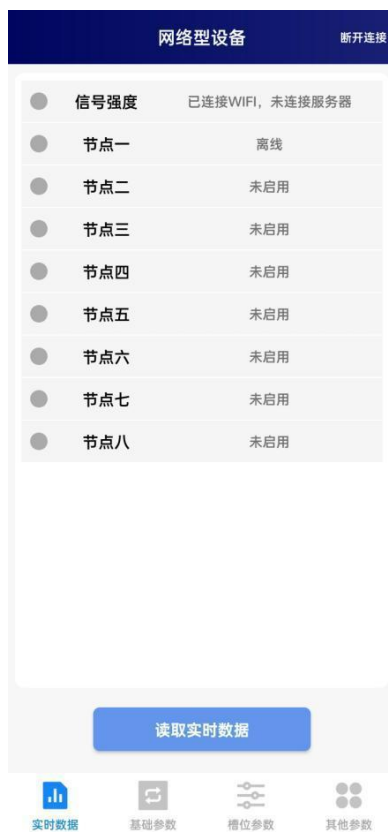 网络型设备 断开连接
信号强度 已连接WIFI，未连接服务器
节点一 离线
节点二 未启用
节点三 未启用
节点四 未启用
节点五 未启用
节点六 未启用
节点七 未启用
节点八 未启用
读取实时数据
实时数据 基础参数 槽位参数 其他参数